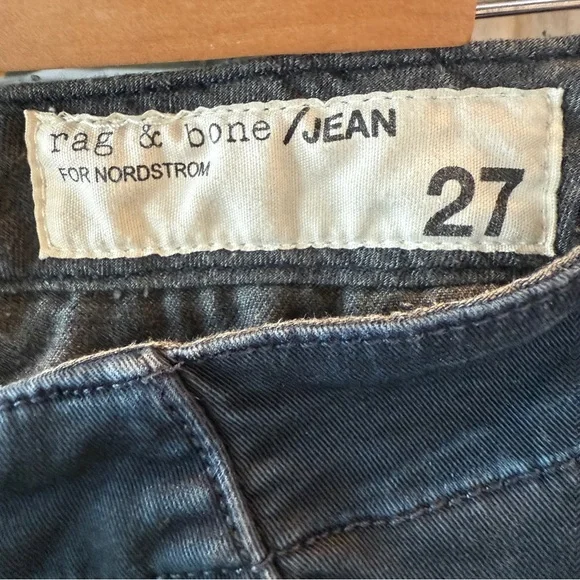 rag & bone /JEAN
FOR NORDSTROM
27